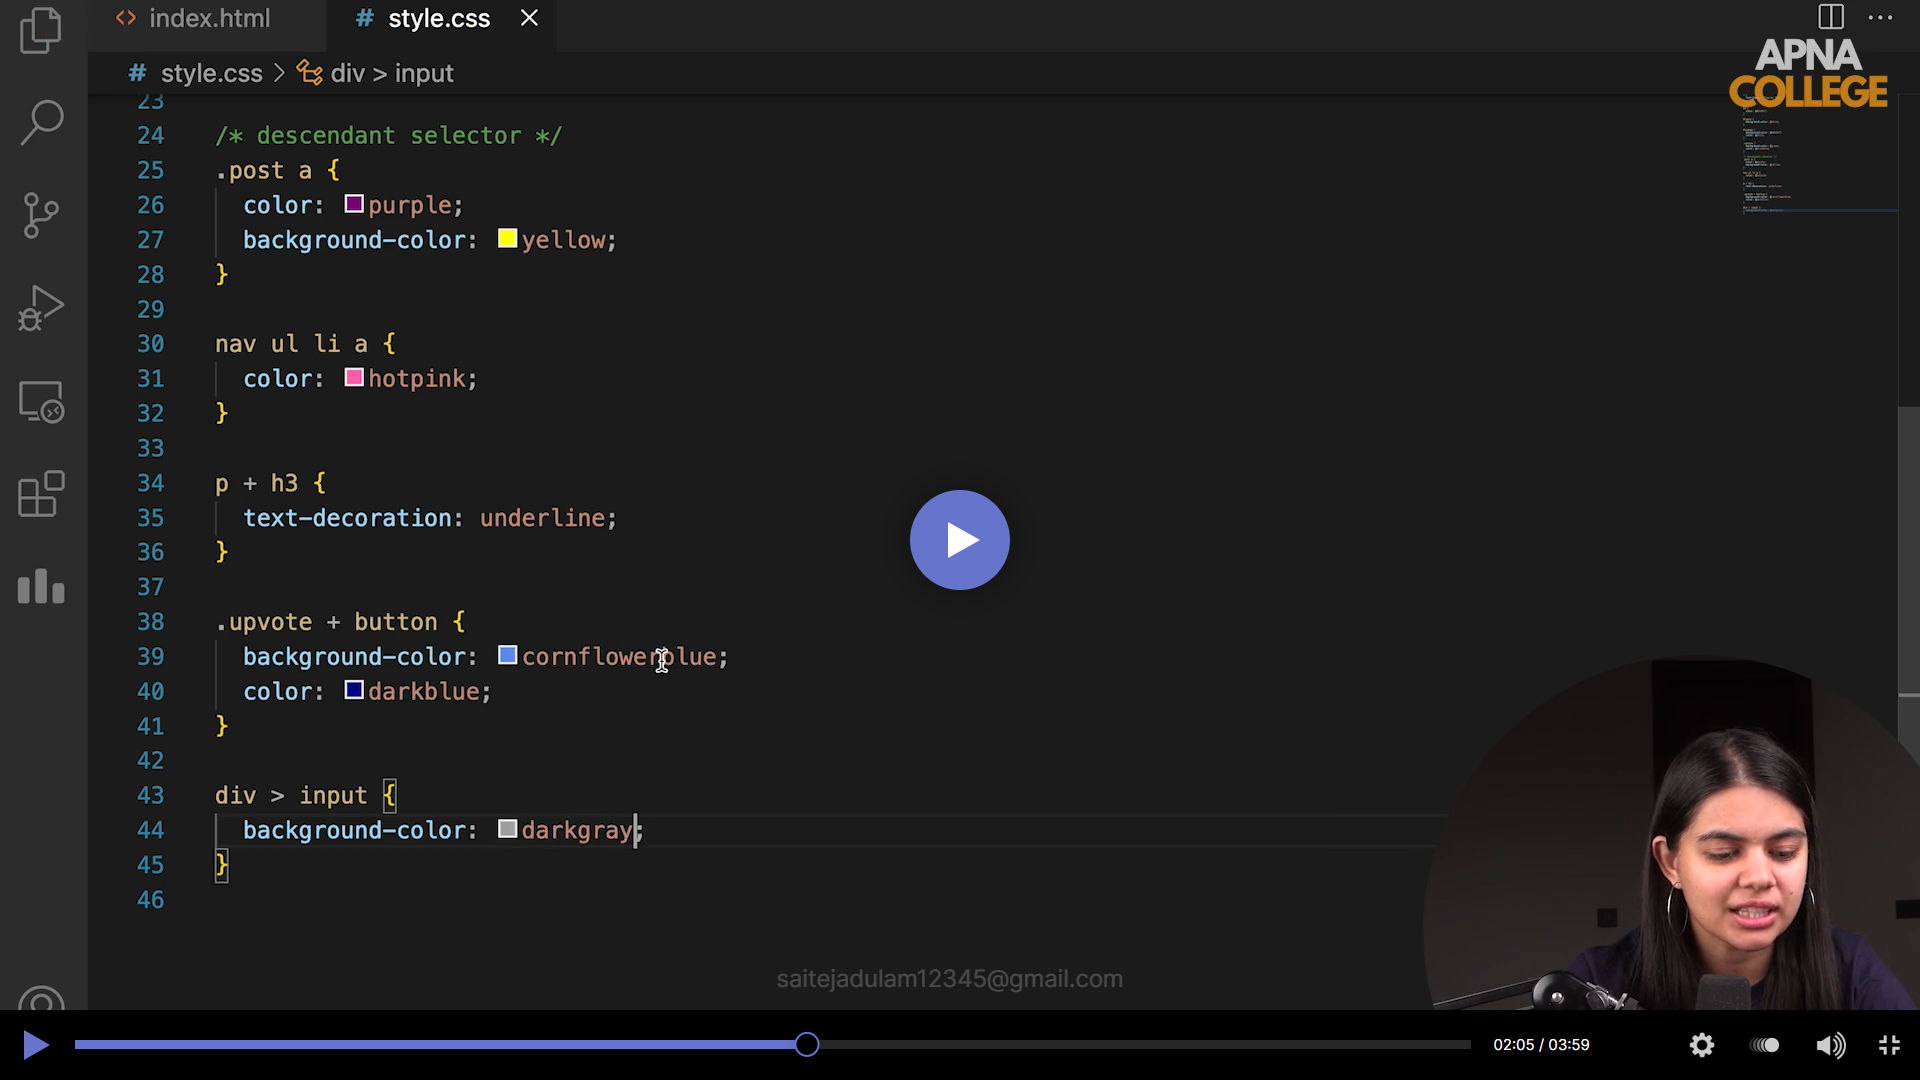 index.html
style.css
APNA
COLLEGE
# style.css > div > input
23
24 /* descendant selector */
25 .post a {
26 color: purple;
27 background-color: yellow;
28 }
29
30 nav ul li a {
31 color: hotpink;
32 }
33
34 p + h3 {
35 text-decoration: underline;
36 }
37
38 .upvote + button {
39 background-color: cornflowerblue;
40 color: darkblue;
41 }
42
43 div > input {
44 background-color: darkgray;
45 }
46
saitejadulam12345@gmail.com
02:05 / 03:59